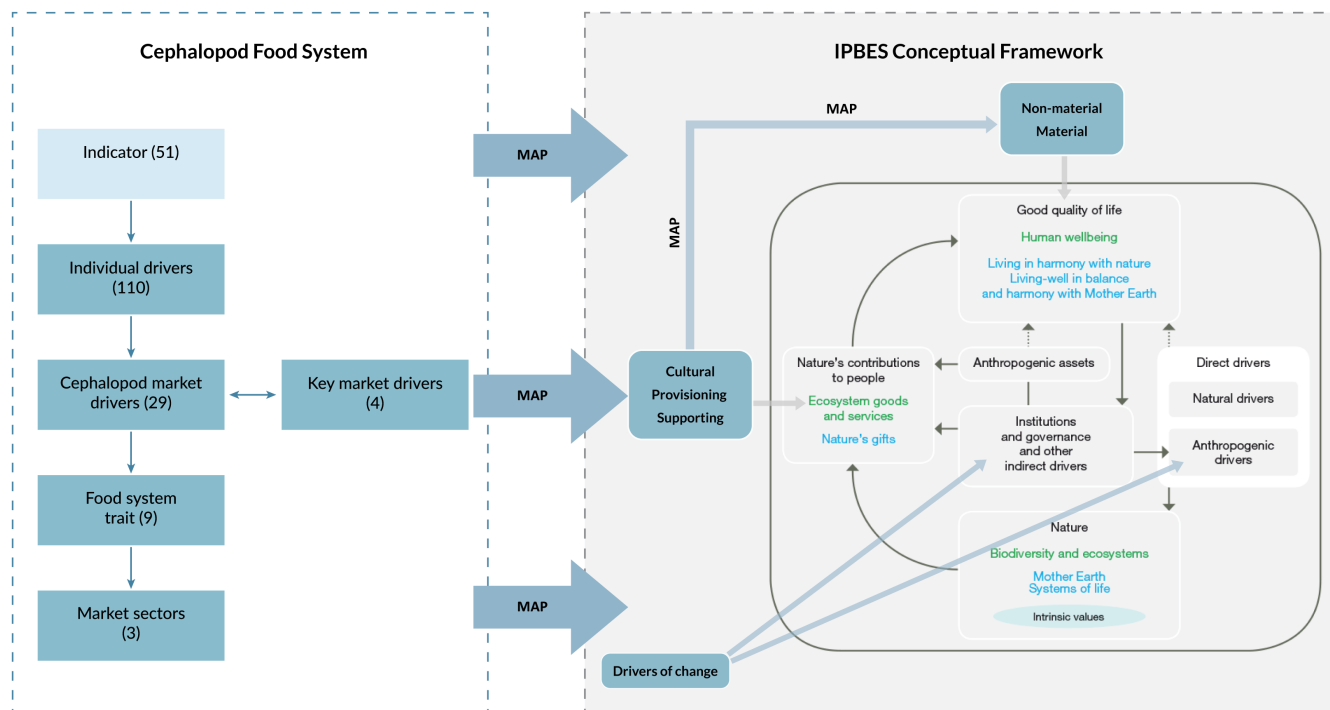 Cephalopod Food System
Indicator (51)
Individual drivers
(110)
Cephalopod market
drivers (29)
Key market drivers
(4)
Food system
trait (9)
Market sectors
(3)
MAP
MAP
MAP
IPBES Conceptual Framework
MAP
MAP
Non-material
Material
Cultural
Provisioning
Supporting
Drivers of change
Good quality of life
Human wellbeing
Living in harmony with nature
Living-well in balance
and harmony with Mother Earth
Nature's contributions
to people
Ecosystem goods
and services
Nature's gifts
Anthropogenic assets
Institutions
and governance
and other
indirect drivers
Direct drivers
Natural drivers
Anthropogenic
drivers
Nature
Biodiversity and ecosystems
Mother Earth
Systems of life
Intrinsic values